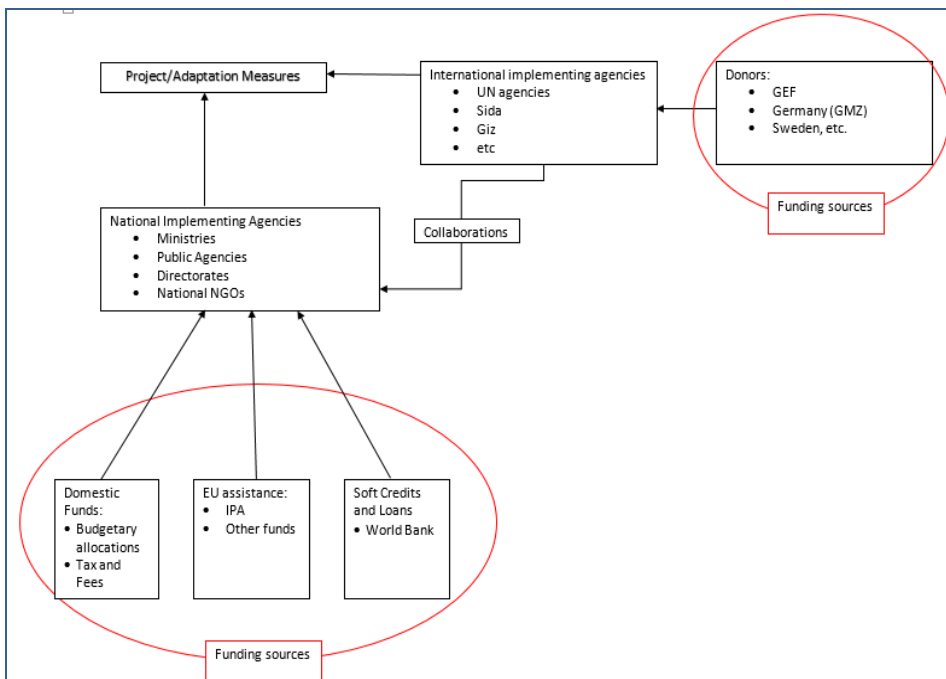 Project/Adaptation Measures
International implementing agencies
• UN agencies
• Sida
• Giz
• etc
Donors:
• GEF
• Germany (GMZ)
• Sweden, etc.
Funding sources
Collaborations
National Implementing Agencies
• Ministries
• Public Agencies
• Directorates
• National NGOs
Domestic
Funds:
• Budgetary
allocations
• Tax and
Fees
EU assistance:
• IPA
• Other funds
Soft Credits
and Loans
• World Bank
Funding sources